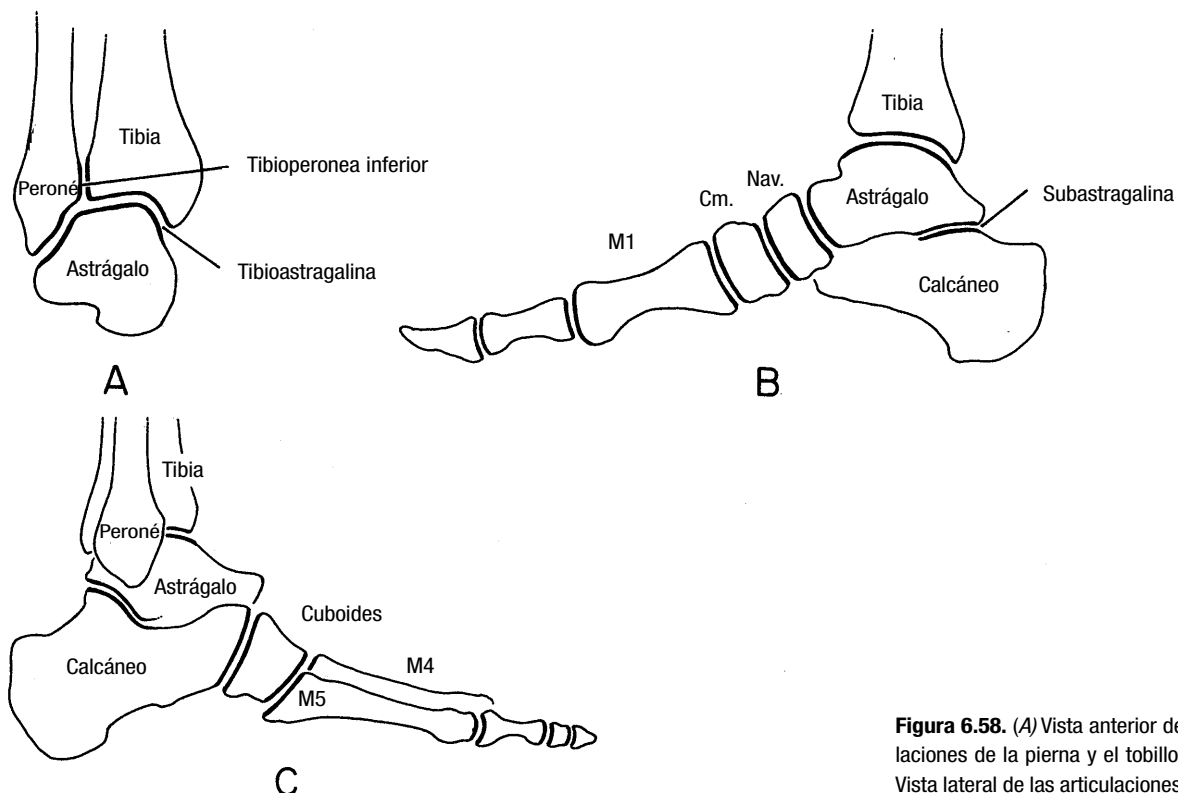 Tibia
Peroné
Tibioperonea inferior
Astrágalo
Tibioastragalina
A
Tibia
Nav.
Cm.
Astrágalo
Subastragalina
M1
Calcáneo
B
Tibia
Peroné
Astrágalo
Cuboides
Calcáneo
M4
M5
C
Figura 6.58. (A) Vista anterior de
laciones de la pierna y el tobillo
Vista lateral de las articulaciones